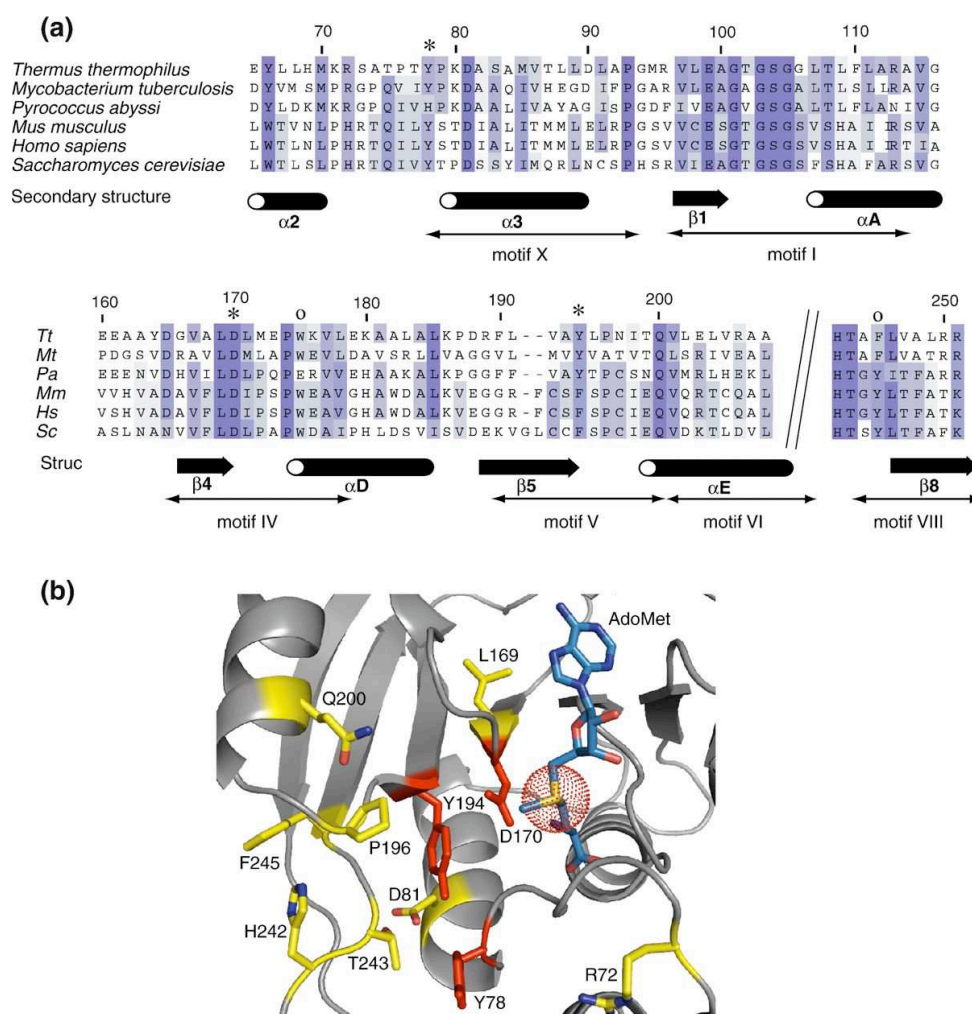 (a)
70 * 80 90 100 110
Thermus thermophilus EYLLHMKRSATPTYPKDASAMVTLLDLAPGMRVLEAGTGSGGLTLFLARAVG
Mycobacterium tuberculosis DYVMSMPRGPQVIYPKDAAQIVHEGDIFPGARVLEAGAGSGALTLSLLRAVG
Pyrococcus abyssi DYLDKMKRGPQIVHPKDAALIVAYAGISPGDFIVEAGVGSGALTLFLANIVG
Mus musculus LWTVNLPHRTQILYSTDIALITMMLELRPGSVVCESGTGSGSVSHAIIRSVA
Homo sapiens LWTLNLPHRTQILYSTDIALITMMLELRPGSVVCESGTGSGSVSHAIIRTIA
Saccharomyces cerevisiae LWTLSLPHRTQIVYTPDSSYIMQRLNCSPHSRVIEAGTGSGSFSHAFARSVG
Secondary structure
α2 α3 β1 αA
motif X motif I
160 170 180 190 200 250
* o * o
Tt EEAAYDGVALDLMEPWKVLEKAALALKPDRFL--VAYLPNITQVLELVRAA HTAFLVALRR
Mt PDGSVDRAVLDMLAPWEVLDAVSRLLVAGGVL--MVYVATVTQLSRIVEAL HTAFLVATRR
Pa EEENVDHVILDLPQPERVVEHAAKALKPGGFF--VAYTPCSNQVMRLHEKL HTGYITFARR
Mm VVHVADAVFLDIPSPWEAVGHAWDALKVEGGR-FCSFSPCIEQVQRTCQAL HTGYLTFATK
Hs VSHVADAVFLDIPSPWEAVGHAWDALKVEGGR-FCSFSPCIEQVQRTCQAL HTGYLTFATK
Sc ASLNANVVFLDLPAPWDAIPHLDSVISVDEKVGLCCFSPCIEQVDKTLDVL HTSYLTFAFK
Struc
β4 αD β5 αE β8
motif IV motif V motif VI motif VIII
(b)
AdoMet
L169
Q200
Y194
D170
P196
F245
D81
H242
T243
R72
Y78